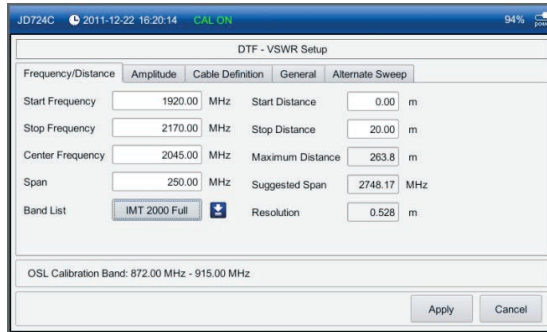 JD724C 2011-12-22 16:20:14 CAL ON 94%
DTF - VSWR Setup
Frequency/Distance Amplitude Cable Definition General Alternate Sweep
Start Frequency 1920.00 MHz Start Distance 0.00 m
Stop Frequency 2170.00 MHz Stop Distance 20.00 m
Center Frequency 2045.00 MHz Maximum Distance 263.8 m
Span 250.00 MHz Suggested Span 2748.17 MHz
Band List IMT 2000 Full Resolution 0.528 m
OSL Calibration Band: 872.00 MHz - 915.00 MHz
Apply Cancel